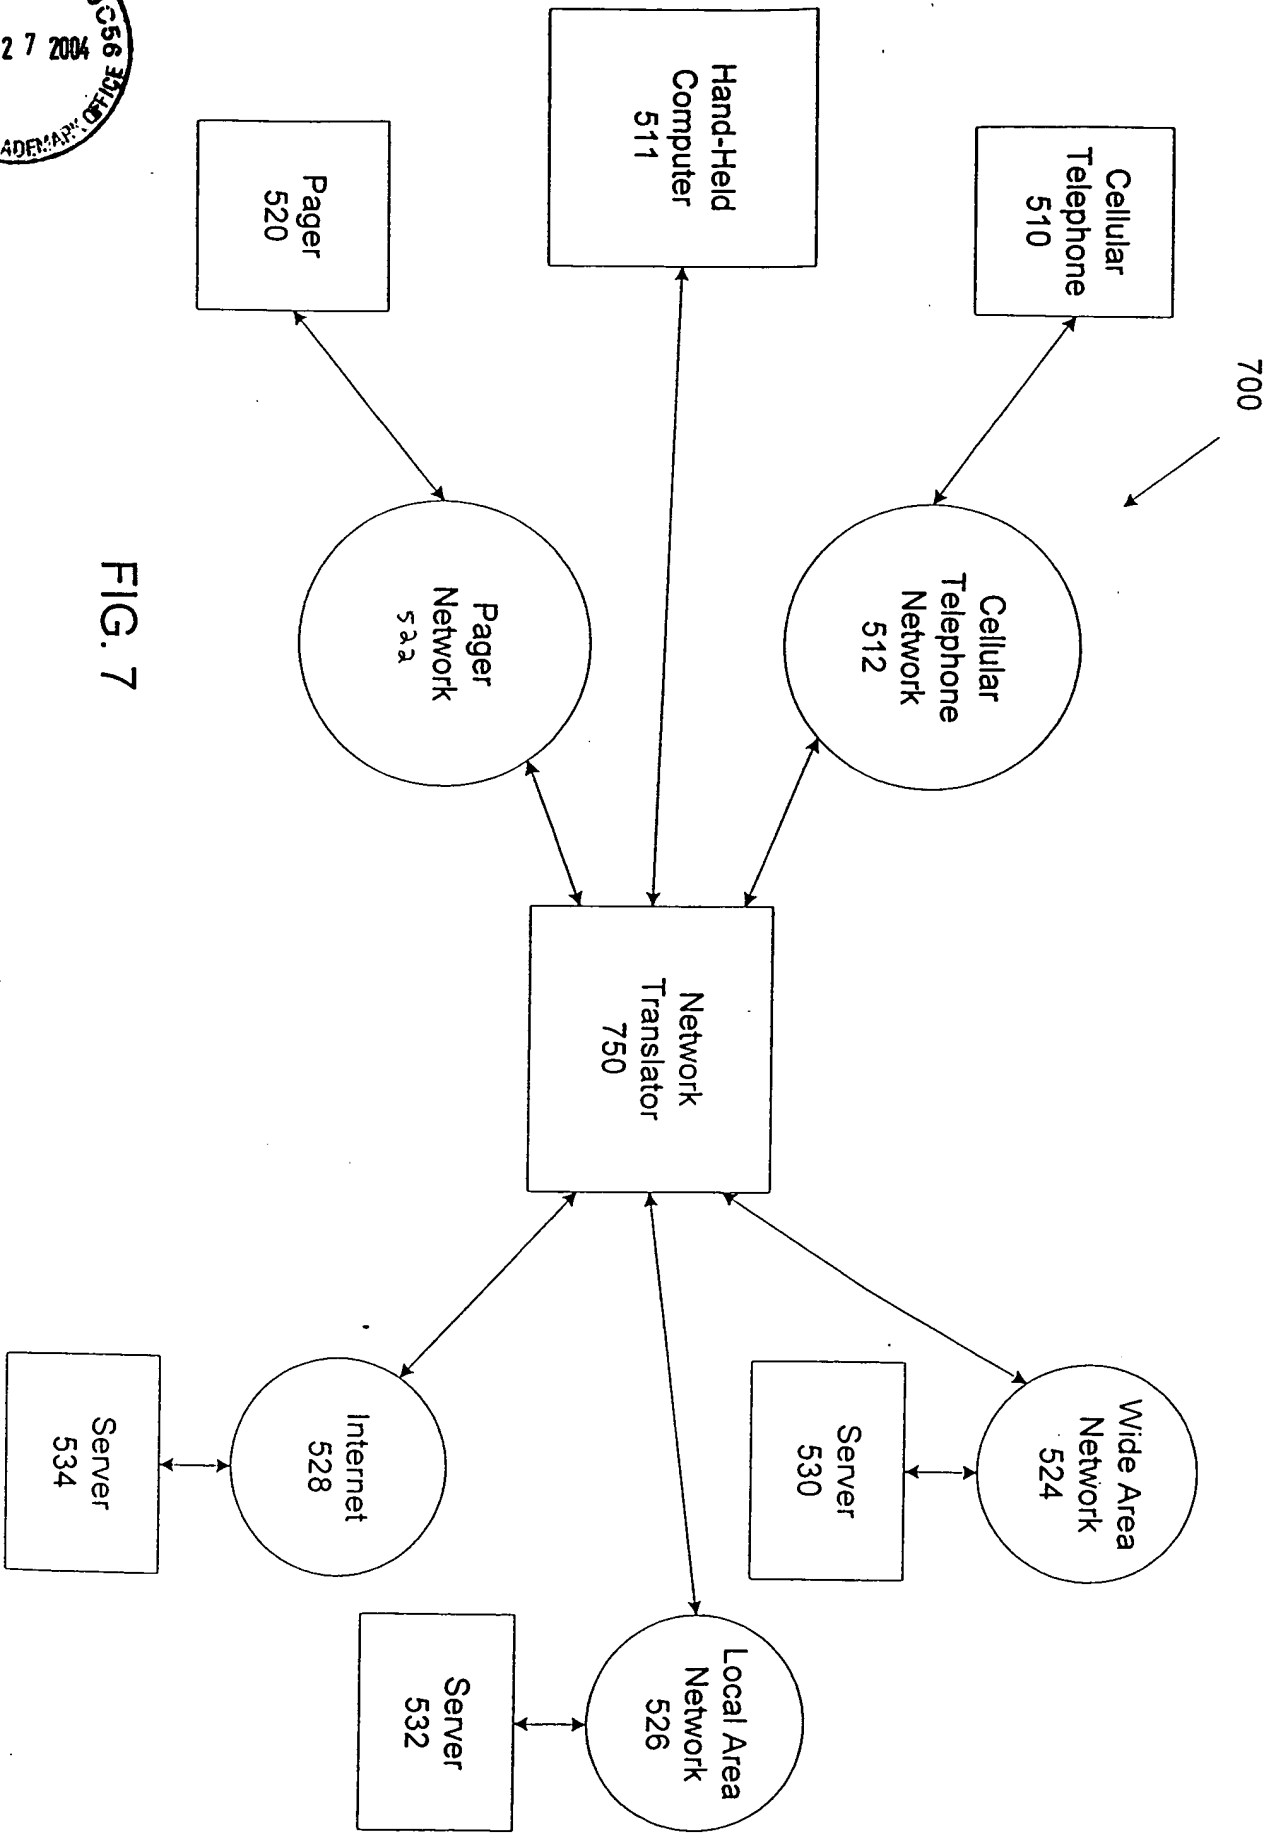 700
Cellular
Telephone
510
Cellular
Telephone
Network
512
Wide Area
Network
524
Server
530
Hand-Held
Computer
511
Network
Translator
750
Local Area
Network
526
Server
532
Pager
520
Pager
Network
522
Internet
528
Server
534
FIG. 7
2 7 2004
OFFICE